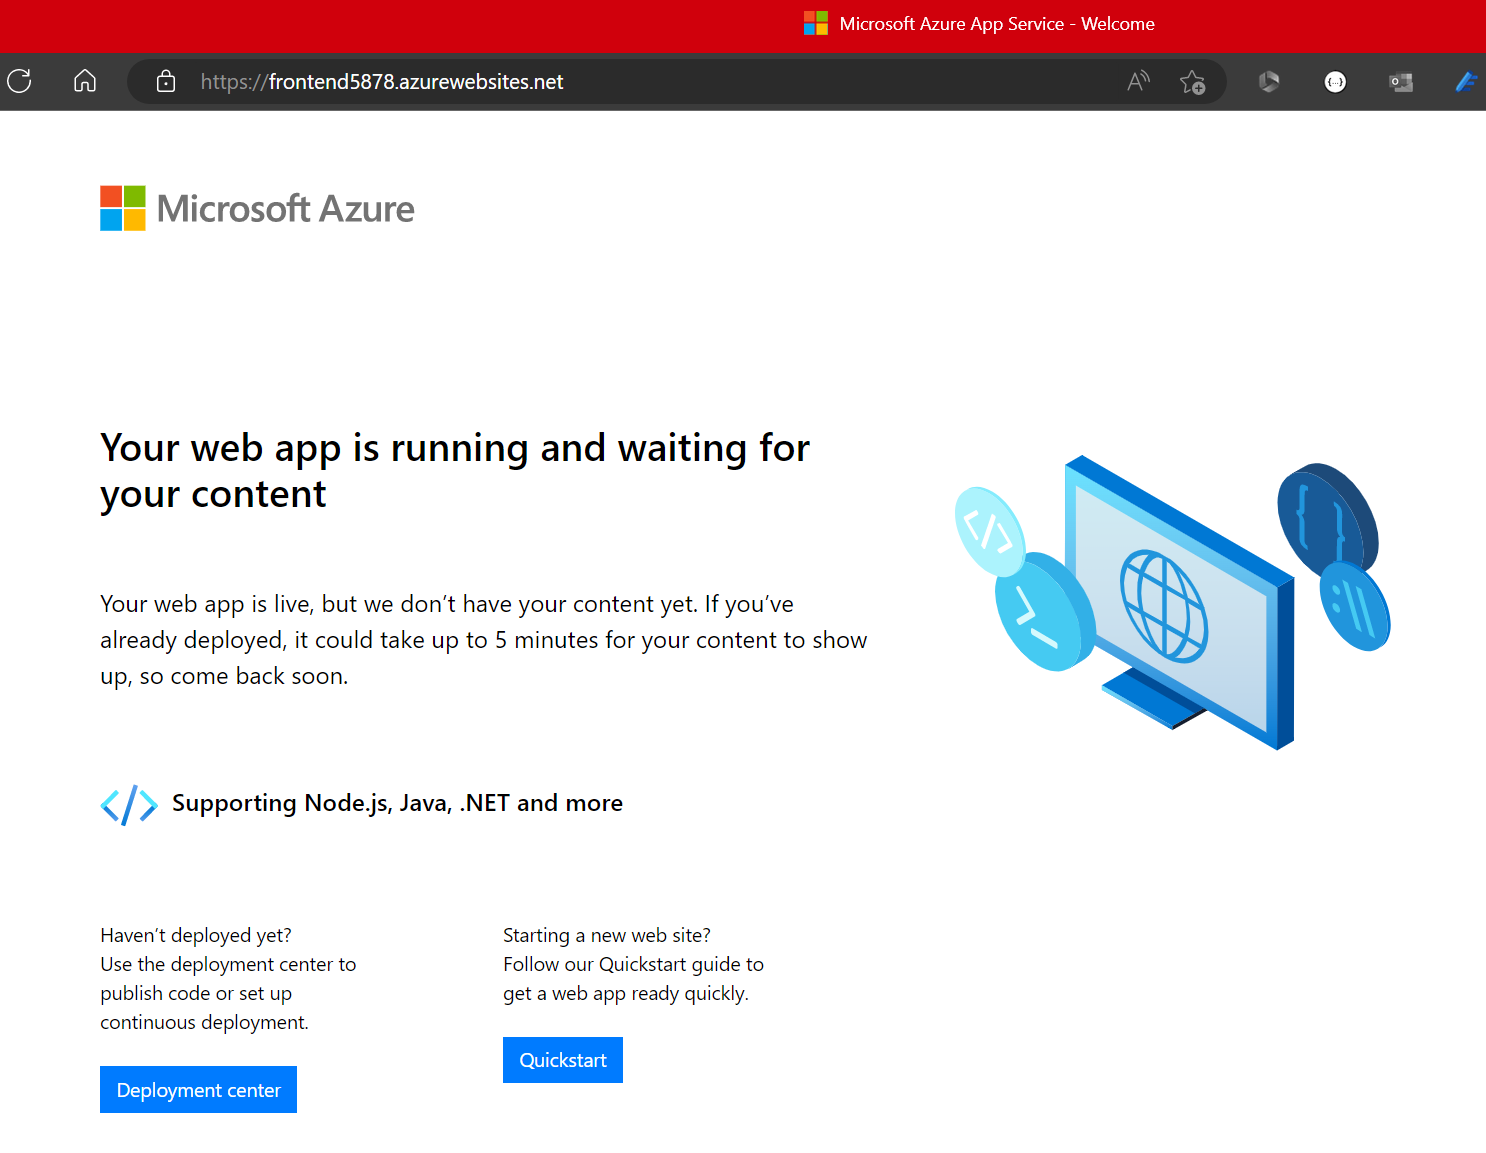 Microsoft Azure App Service - Welcome
https://frontend5878.azurewebsites.net
Microsoft Azure
Your web app is running and waiting for
your content
Your web app is live, but we don’t have your content yet. If you’ve
already deployed, it could take up to 5 minutes for your content to show
up, so come back soon.
Supporting Node.js, Java, .NET and more
Haven’t deployed yet?
Use the deployment center to
publish code or set up
continuous deployment.
Deployment center
Starting a new web site?
Follow our Quickstart guide to
get a web app ready quickly.
Quickstart